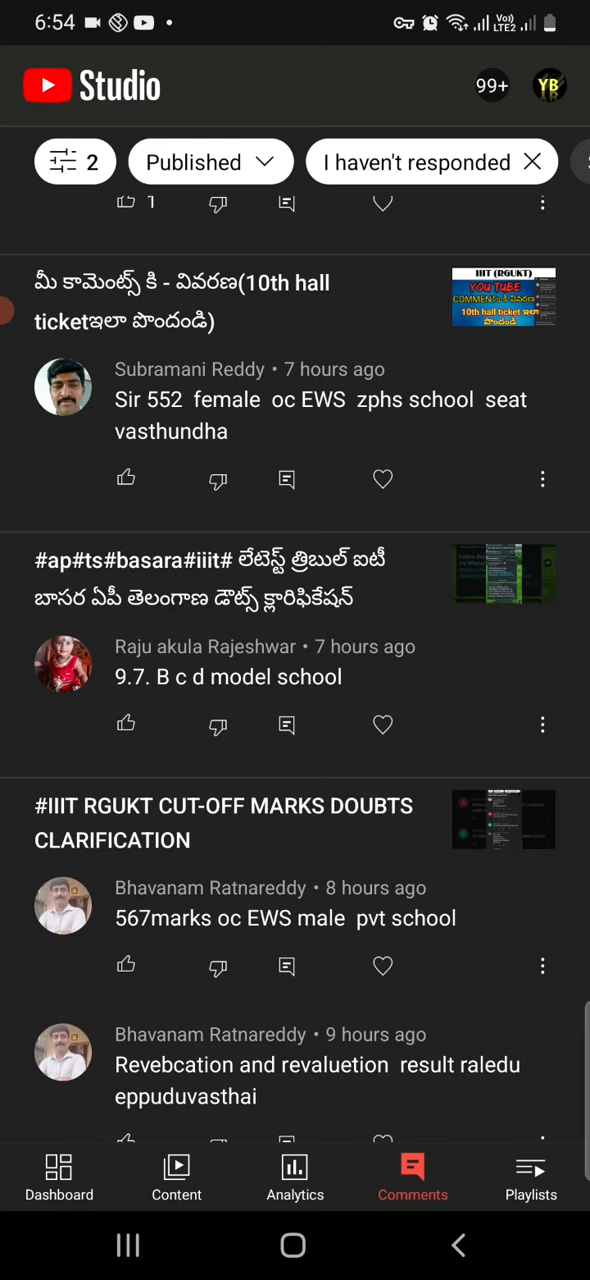 6:54
Vo))
LTE2
Studio
99+
YB
2
Published
I haven't responded
1
మీ కామెంట్స్ కి - వివరణ(10th hall
ticketఇలా పొందండి)
IIIT (RGUKT)
YOU TUBE
COMMENTs కి వివరణ
10th hall ticket ఇలా
పొందండి
Subramani Reddy • 7 hours ago
Sir 552 female oc EWS zphs school seat
vasthundha
#ap#ts#basara#iiit# లేటెస్ట్ త్రిబుల్ ఐటీ
బాసర ఏపీ తెలంగాణ డౌట్స్ క్లారిఫికేషన్
Raju akula Rajeshwar • 7 hours ago
9.7. B c d model school
#IIIT RGUKT CUT-OFF MARKS DOUBTS
CLARIFICATION
Bhavanam Ratnareddy • 8 hours ago
567marks oc EWS male pvt school
Bhavanam Ratnareddy • 9 hours ago
Revebcation and revaluetion result raledu
eppuduvasthai
Dashboard
Content
Analytics
Comments
Playlists